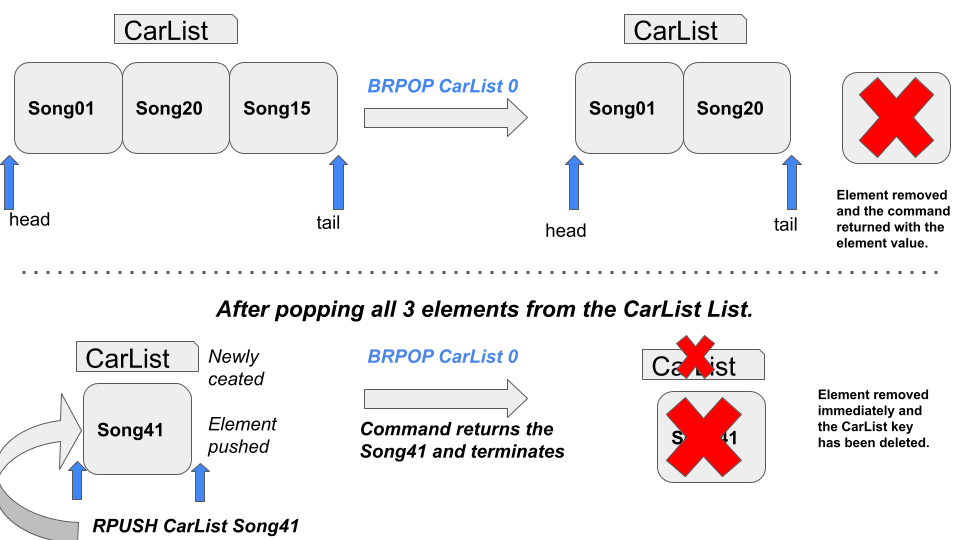 CarList
CarList
Song01 Song20 Song15
BRPOP CarList 0
Song01 Song20
head
tail
head
tail
Element removed
and the command
returned with the
element value.
After popping all 3 elements from the CarList List.
CarList
Newly
ceated
Song41
Element
pushed
RPUSH CarList Song41
BRPOP CarList 0
Command returns the
Song41 and terminates
CarList
Song41
Element removed
immediately and
the CarList key
has been deleted.